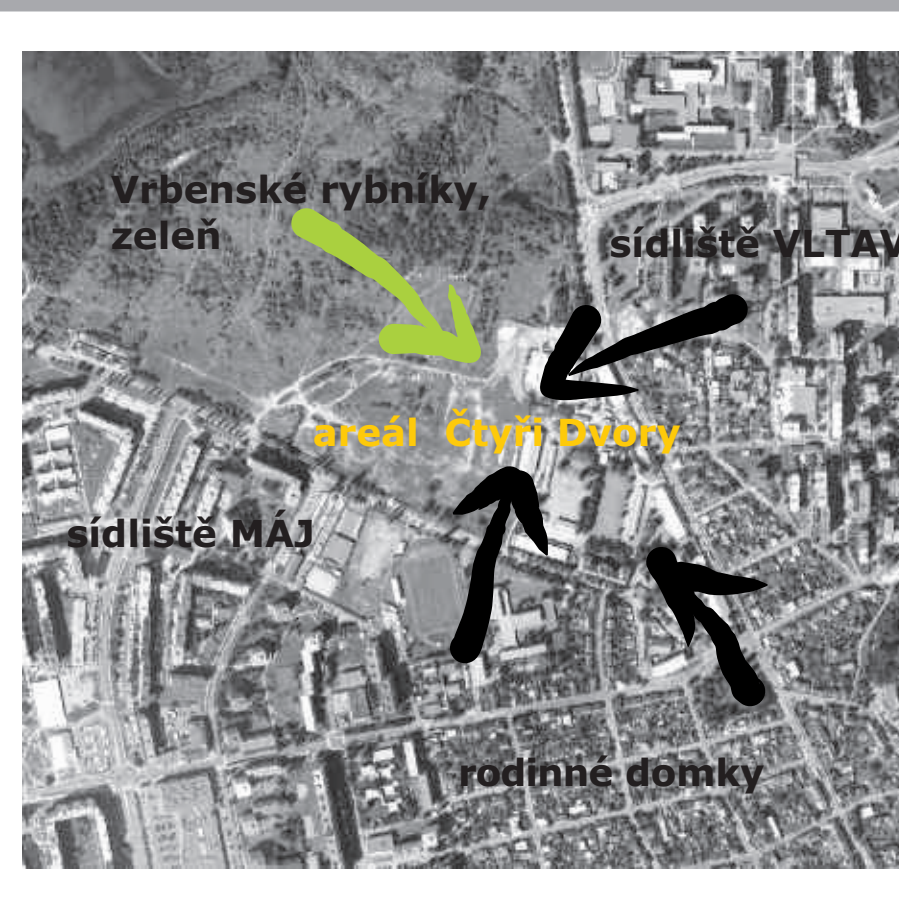 Vrbenské rybníky,
zeleň
sídliště VLTAV
areál Čtyři Dvory
sídliště MÁJ
rodinné domky